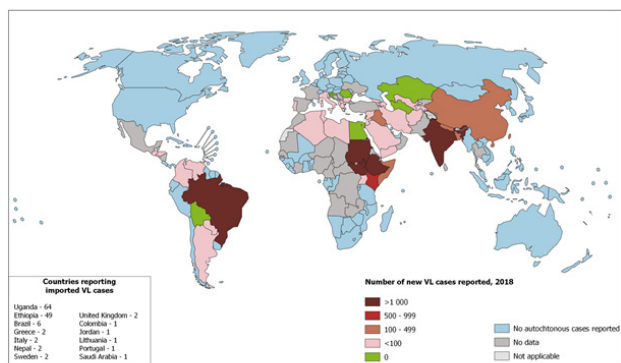 Countries reporting
imported VL cases
Uganda - 64
Ethiopia - 49
Brazil - 6
Greece - 2
Italy - 2
Nepal - 2
Sweden - 2
United Kingdom - 2
Colombia - 1
Jordan - 1
Lithuania - 1
Portugal - 1
Saudi Arabia - 1
Number of new VL cases reported, 2018
>1 000
500 - 999
100 - 499
<100
0
No autochtonous cases reported
No data
Not applicable